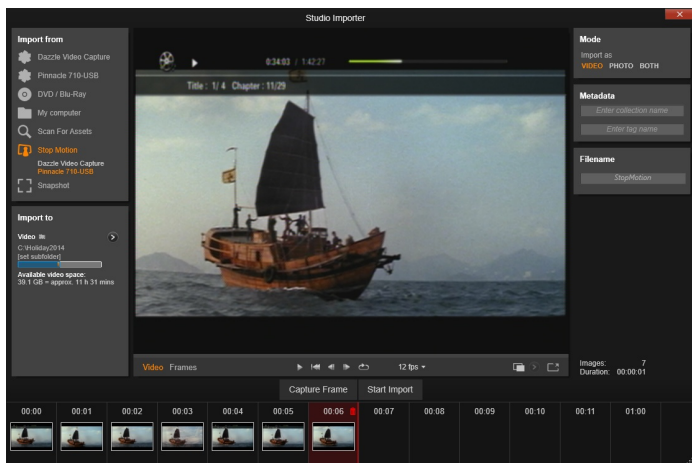 Studio Importer
Import from
Dazzle Video Capture
Pinnacle 710-USB
DVD / Blu-Ray
My computer
Scan For Assets
Stop Motion
Dazzle Video Capture
Pinnacle 710-USB
Snapshot
Import to
Video
C:\Holiday2014
[set subfolder]
Available video space:
39.1 GB = approx. 11 h 31 mins
0:34:03 / 1:42:27
Title : 1/ 4 Chapter : 11/29
Video Frames
12 fps
Mode
Import as
VIDEO PHOTO BOTH
Metadata
Enter collection name
Enter tag name
Filename
StopMotion
Images: 7
Duration: 00:00:01
Capture Frame Start Import
00:00 00:01 00:02 00:03 00:04 00:05 00:06 00:07 00:08 00:09 00:10 00:11 01:00